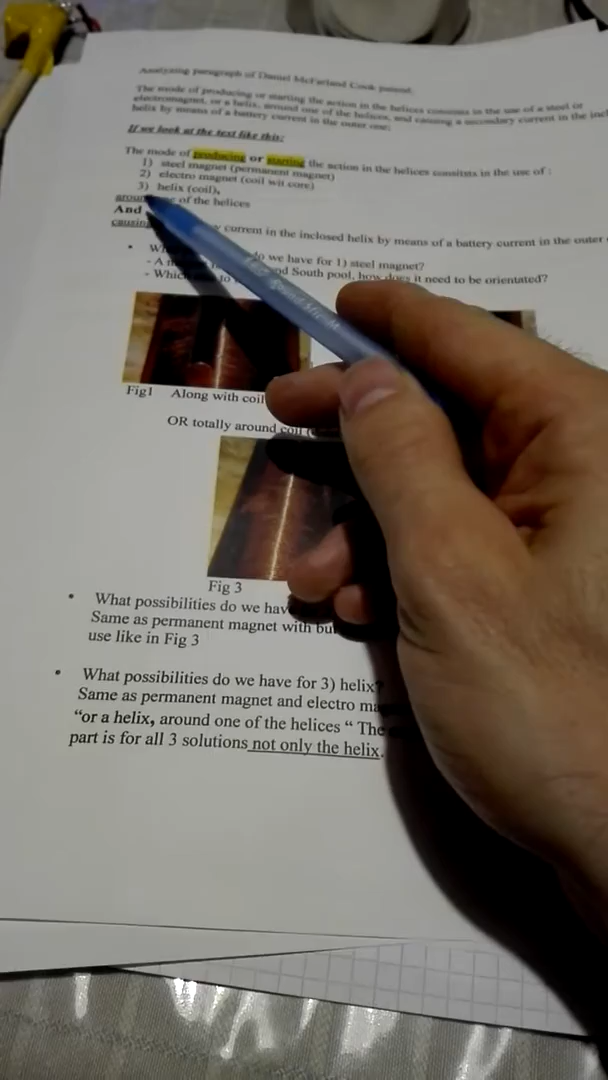 Analyzing paragraph of Daniel McFarland Cook patent.
The mode of producing or starting the action in the helices consists in the use of a steel or
electromagnet, or a helix, around one of the helices, and causing a secondary current in the incl
helix by means of a battery current in the outer one:
If we look at the text like this:
The mode of producing or starting the action in the helices consitsts in the use of :
1) steel magnet (permanent magnet)
2) electro magnet (coil wit core)
3) helix (coil),
of the helices
And
causing current in the inclosed helix by means of a battery current in the outer
do we have for 1) steel magnet?
- A
- Which to South pool, how does it need to be orientated?
Fig1 Along with coil
OR totally around coil
Fig 3
• What possibilities do we have
Same as permanent magnet with but
use like in Fig 3
• What possibilities do we have for 3) helix?
Same as permanent magnet and electro
“or a helix, around one of the helices “ The
part is for all 3 solutions not only the helix.